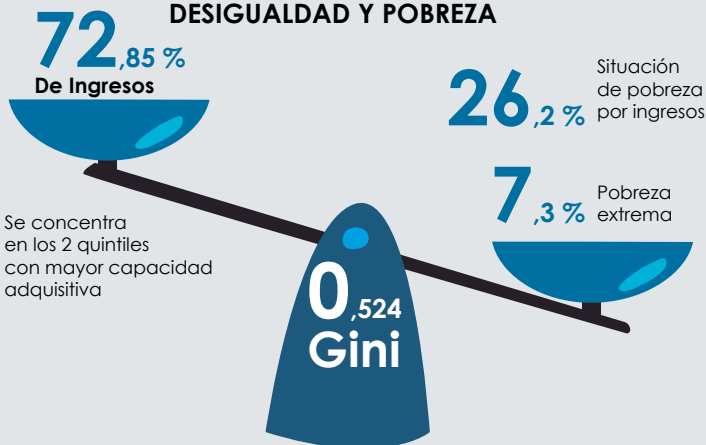 DESIGUALDAD Y POBREZA
72,85 %
De Ingresos
Se concentra
en los 2 quintiles
con mayor capacidad
adquisitiva
26,2 %
Situación
de pobreza
por ingresos
7,3 %
Pobreza
extrema
0,524
Gini